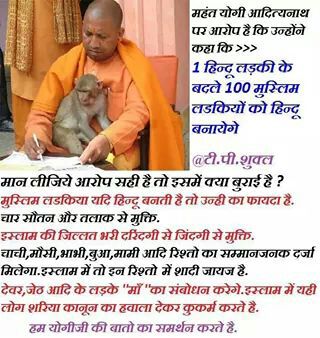 महंत योगी आदित्यनाथ
पर आरोप है कि उन्होंने
कहा कि >>>
1 हिन्दू लड़की के
बदले 100 मुस्लिम
लडकियों को हिन्दू
बनायेगे
@टी.पी.शुक्ल
मान लीजिये आरोप सही है तो इसमें क्या बुराई है ?
मुस्लिम लडकिया यदि हिन्दू बनती है तो उन्ही का फायदा है.
चार सौतन और तलाक से मुक्ति.
इस्लाम की जिल्लत भरी दरिंदगी से जिंदगी से मुक्ति.
चाची,मौसी,भाभी,बुआ,मामी आदि रिश्तो का सम्मानजनक दर्जा
मिलेगा.इस्लाम में तो इन रिश्तो में शादी जायज है.
देवर,जेठ आदि के लड़के "माँ "का संबोधन करेगे.इस्लाम में यही
लोग शरिया कानून का हवाला देकर कुकर्म करते है.
हम योगीजी की बातो का समर्थन करते है.